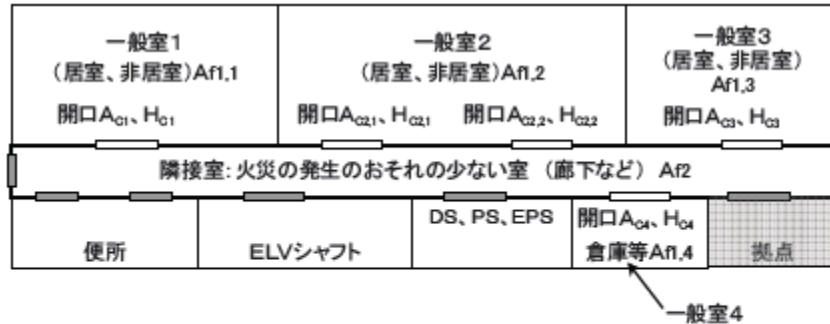 一般室1
(居室、非居室)Af1,1
開口AC1、HC1
一般室2
(居室、非居室)Af1,2
開口AC2,1、HC2,1
開口AC2,2、HC2,2
一般室3
(居室、非居室)
Af1,3
開口AC3、HC3
隣接室:火災の発生のおそれの少ない室 (廊下など) Af2
便所
ELVシャフト
DS、PS、EPS
開口AC4、HC4
倉庫等Af1,4
拠点
一般室4